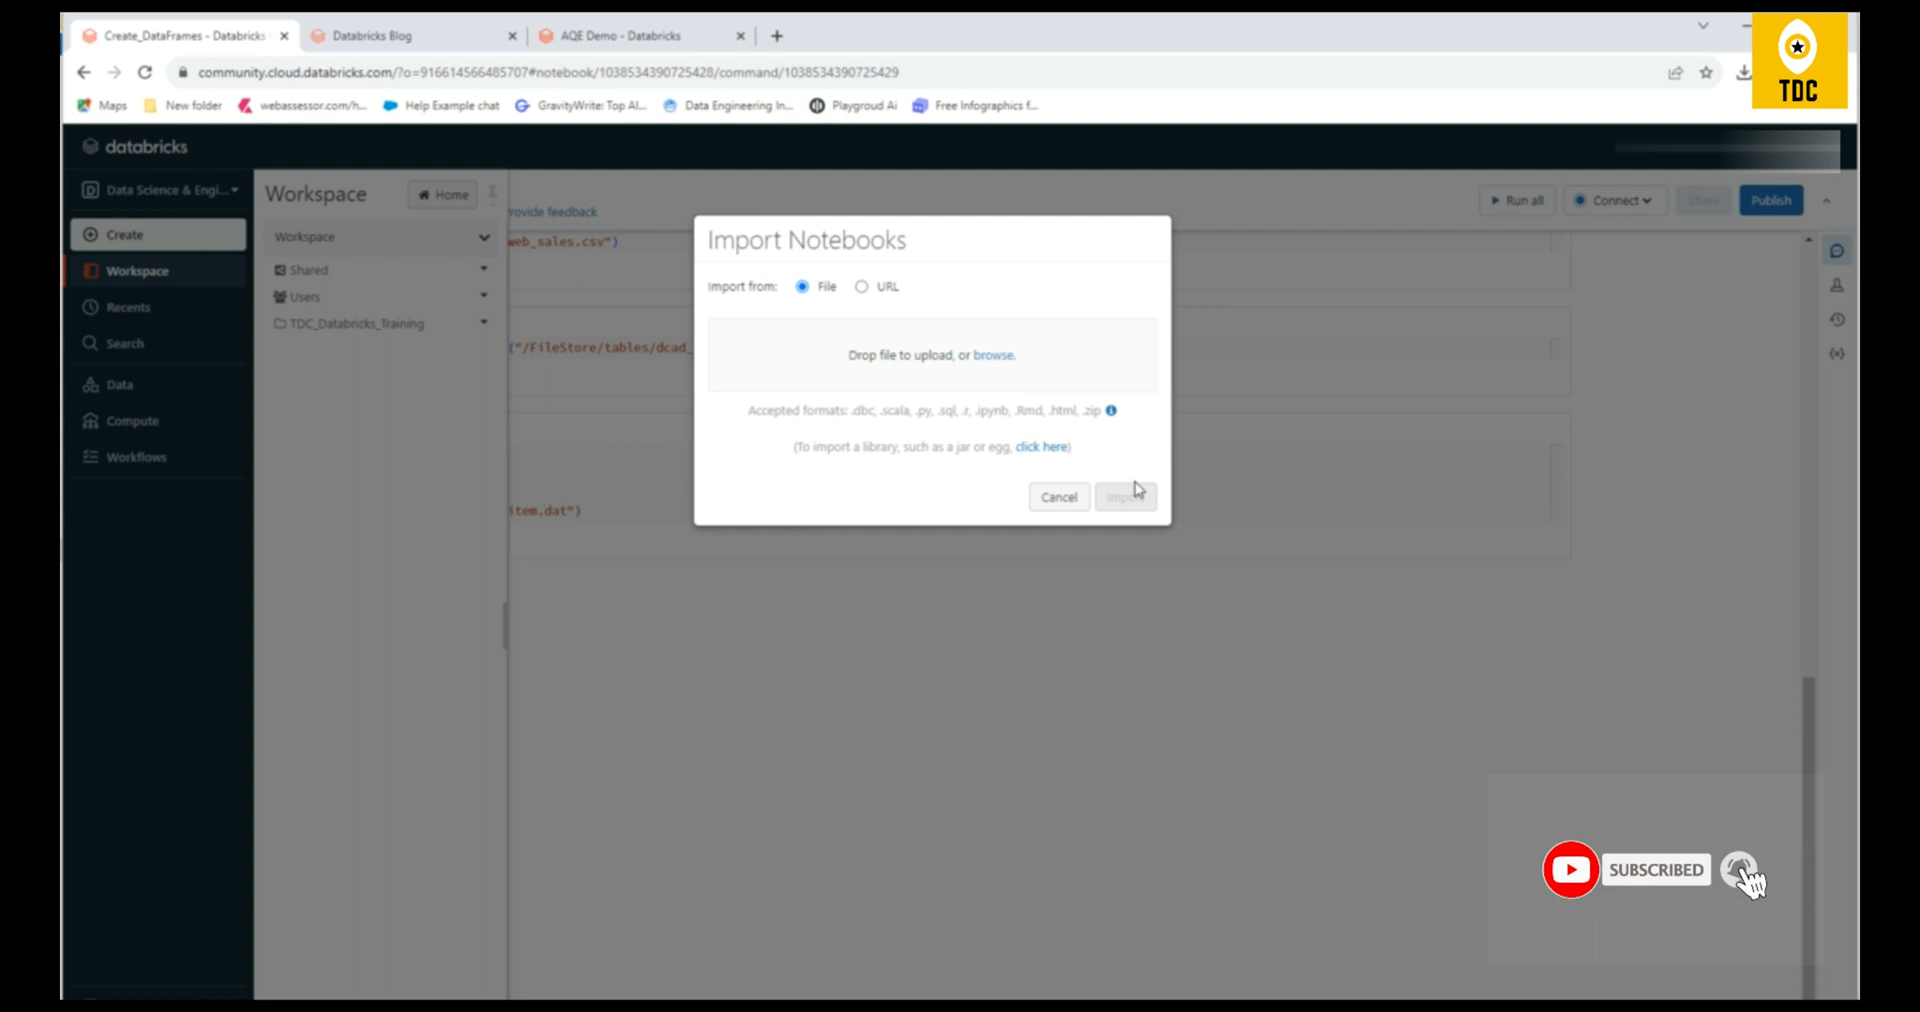 Create_DataFrames - Databricks
Databricks Blog
AQE Demo - Databricks
TDC
community.cloud.databricks.com/?o=916614566485707#notebook/1038534390725428/command/1038534390725429
Maps
New folder
webassessor.com/h...
Help Example chat
GravityWrite: Top AI...
Data Engineering In...
Playgroud Ai
Free Infographics f...
databricks
Data Science & Engi...
Workspace
Home
Provide feedback
Run all
Connect
Publish
Create
Workspace
web_sales.csv")
Import Notebooks
Workspace
Shared
Import from: File URL
Recents
Users
Search
TDC_Databricks_Training
("/FileStore/tables/dcad_
Drop file to upload, or browse.
Data
Accepted formats: .dbc, .scala, .py, .sql, .r, .ipynb, .Rmd, .html, .zip
Compute
(To import a library, such as a jar or egg, click here)
Workflows
Cancel
Import
item.dat")
SUBSCRIBED